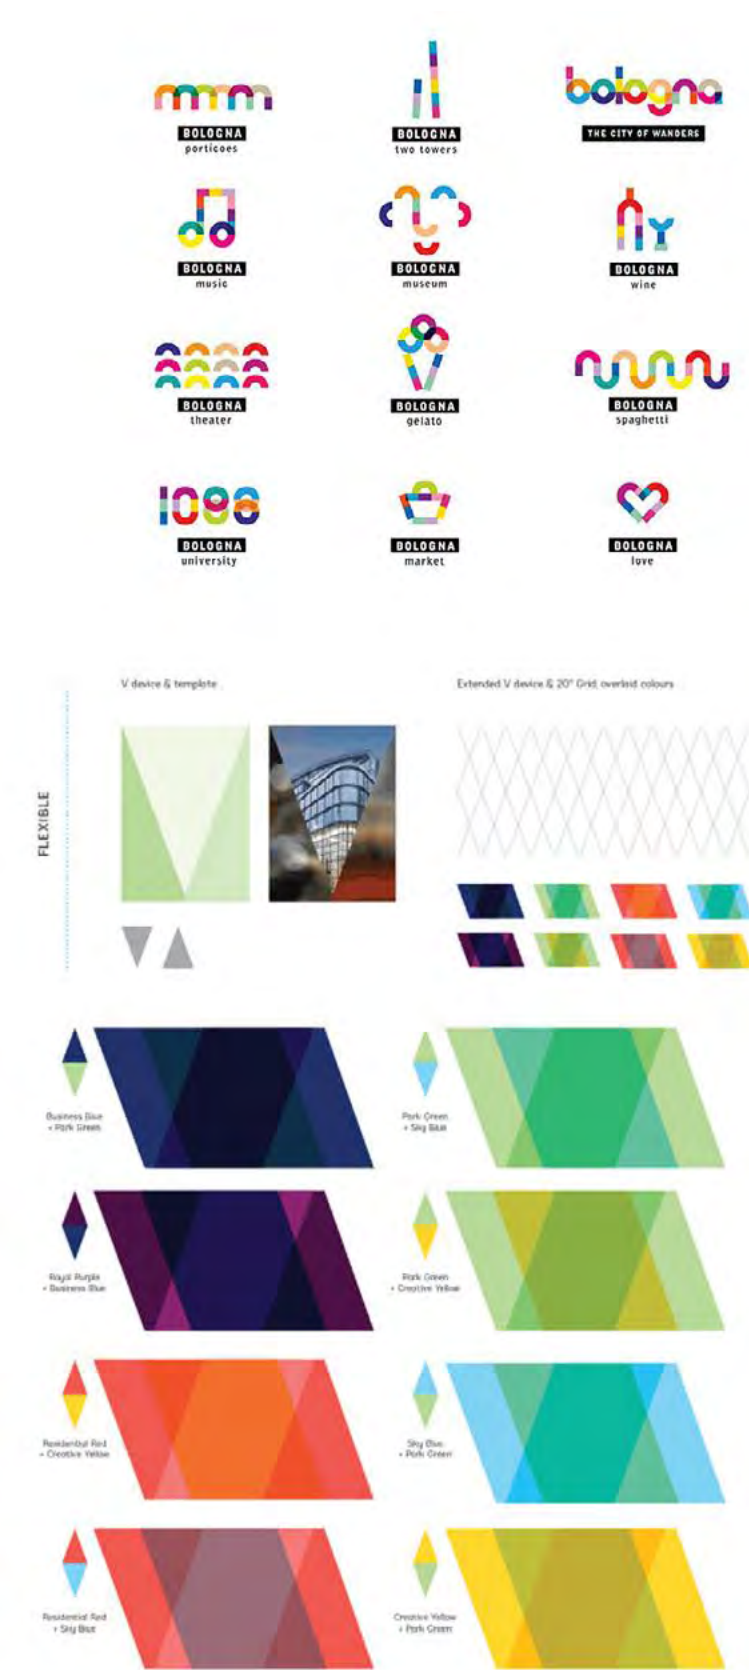 BOLOGNA
porticoes
BOLOGNA
two towers
bologna
THE CITY OF WANDERS
BOLOGNA
music
BOLOGNA
museum
BOLOGNA
wine
BOLOGNA
theater
BOLOGNA
gelato
BOLOGNA
spaghetti
1088
BOLOGNA
university
BOLOGNA
market
BOLOGNA
love
FLEXIBLE
V device & template
Extended V device & 20° Grid, overlaid colours
Business Blue
+ Park Green
Park Green
+ Sky Blue
Royal Purple
+ Business Blue
Park Green
+ Creative Yellow
Residential Red
+ Creative Yellow
Sky Blue
+ Park Green
Residential Red
+ Sky Blue
Creative Yellow
+ Park Green